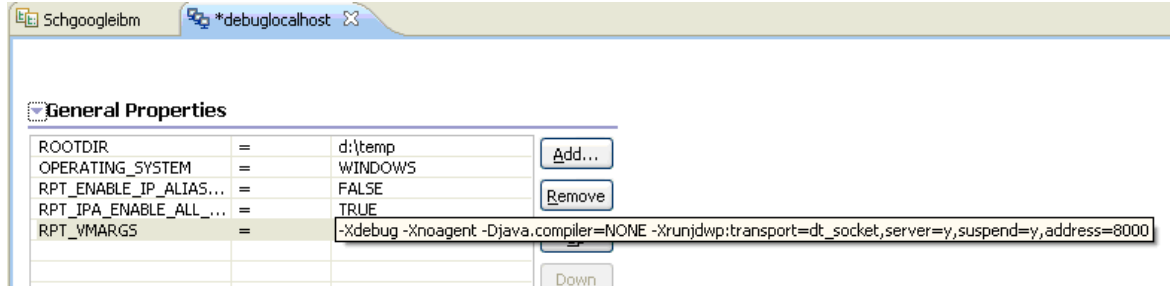 Schgoogleibm *debuglocalhost
General Properties
ROOTDIR = d:\temp
Add...
OPERATING_SYSTEM = WINDOWS
RPT_ENABLE_IP_ALIAS... = FALSE
Remove
RPT_IPA_ENABLE_ALL_... = TRUE
RPT_VMARGS = -Xdebug -Xnoagent -Djava.compiler=NONE -Xrunjdwp:transport=dt_socket,server=y,suspend=y,address=8000
Down